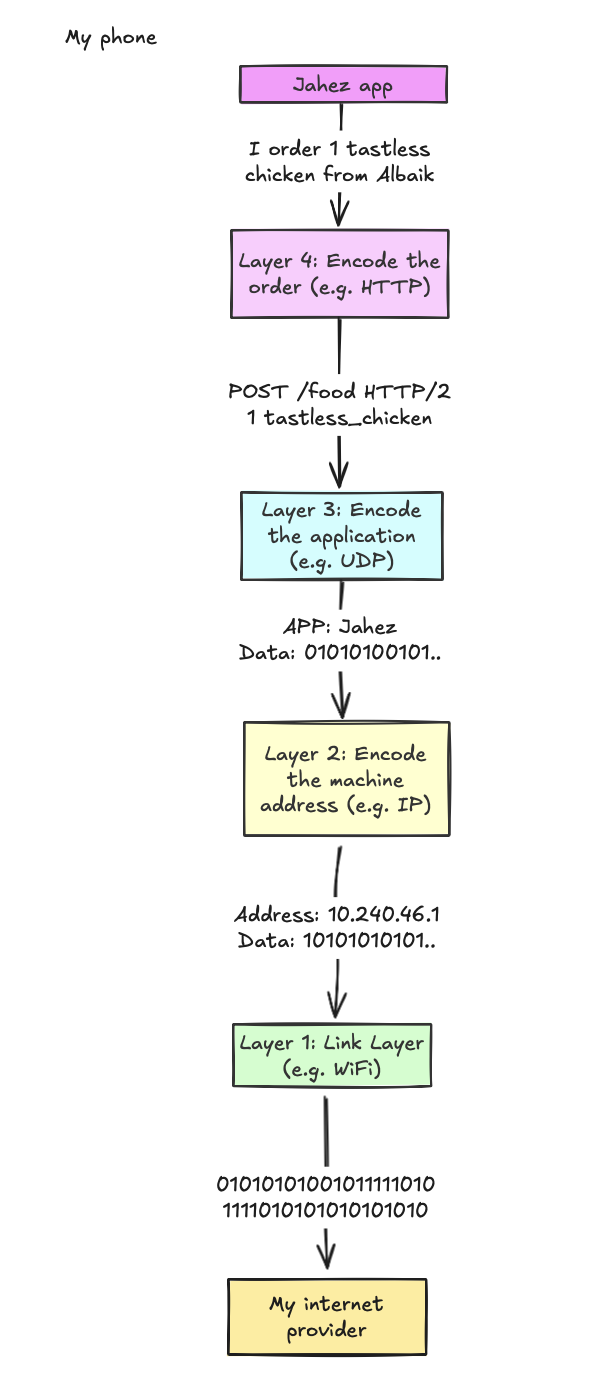 My phone
Jahez app
I order 1 tastless
chicken from Albaik
Layer 4: Encode the
order (e.g. HTTP)
POST /food HTTP/2
1 tastless_chicken
Layer 3: Encode
the application
(e.g. UDP)
APP: Jahez
Data: 01010100101..
Layer 2: Encode
the machine
address (e.g. IP)
Address: 10.240.46.1
Data: 10101010101..
Layer 1: Link Layer
(e.g. WiFi)
01010101001011111010
1111010101010101010
My internet
provider